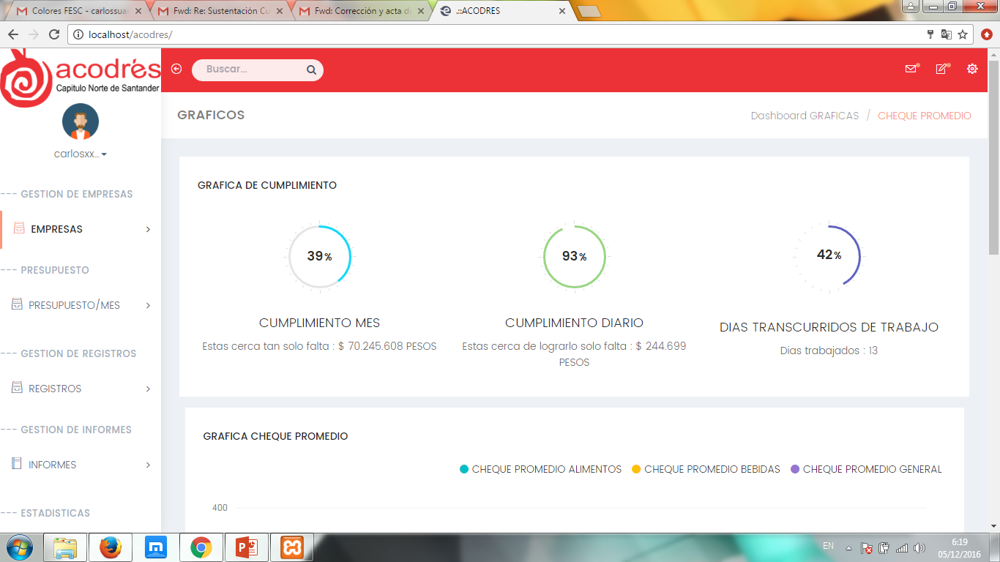 Colores FESC - carlossua
Fwd: Re: Sustentación Cu
Fwd: Corrección y acta de
.::ACODRES
localhost/acodres/
acodrés
Capitulo Norte de Santander
Buscar...
carlosxx...
GRAFICOS
Dashboard GRAFICAS / CHEQUE PROMEDIO
--- GESTION DE EMPRESAS
EMPRESAS
--- PRESUPUESTO
PRESUPUESTO/MES
--- GESTION DE REGISTROS
REGISTROS
--- GESTION DE INFORMES
INFORMES
--- ESTADISTICAS
GRAFICA DE CUMPLIMIENTO
39%
CUMPLIMIENTO MES
Estas cerca tan solo falta : $ 70.245.608 PESOS
93%
CUMPLIMIENTO DIARIO
Estas cerca de lograrlo solo falta : $ 244.699
PESOS
42%
DIAS TRANSCURRIDOS DE TRABAJO
Dias trabajados : 13
GRAFICA CHEQUE PROMEDIO
CHEQUE PROMEDIO ALIMENTOS CHEQUE PROMEDIO BEBIDAS CHEQUE PROMEDIO GENERAL
400
EN
6:19
05/12/2016